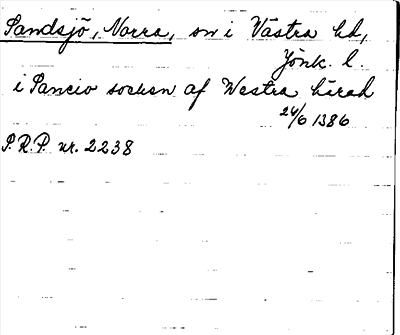 Sandsjö, Norra, sn i Västra hd,
Jönk. l.
i Sancio socken af Westra härad
24/6 1386
S.R.P. nr. 2238